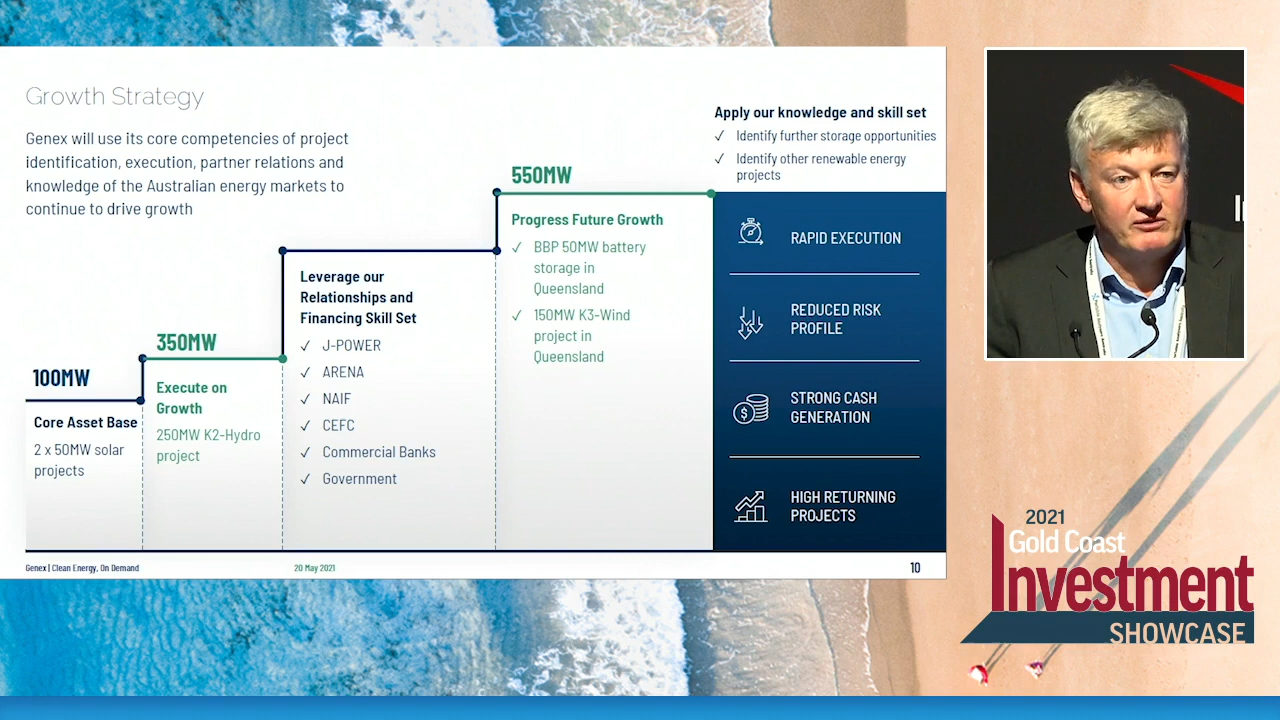 Growth Strategy
Genex will use its core competencies of project
identification, execution, partner relations and
knowledge of the Australian energy markets to
continue to drive growth
100MW
Core Asset Base
2 x 50MW solar
projects
350MW
Execute on
Growth
250MW K2-Hydro
project
Leverage our
Relationships and
Financing Skill Set
✓ J-POWER
✓ ARENA
✓ NAIF
✓ CEFC
✓ Commercial Banks
✓ Government
550MW
Progress Future Growth
✓ BBP 50MW battery
storage in
Queensland
✓ 150MW K3-Wind
project in
Queensland
Apply our knowledge and skill set
✓ Identify further storage opportunities
✓ Identify other renewable energy
projects
RAPID EXECUTION
REDUCED RISK
PROFILE
STRONG CASH
GENERATION
HIGH RETURNING
PROJECTS
Genex | Clean Energy, On Demand
20 May 2021
10
2021
Gold Coast
Investment
SHOWCASE